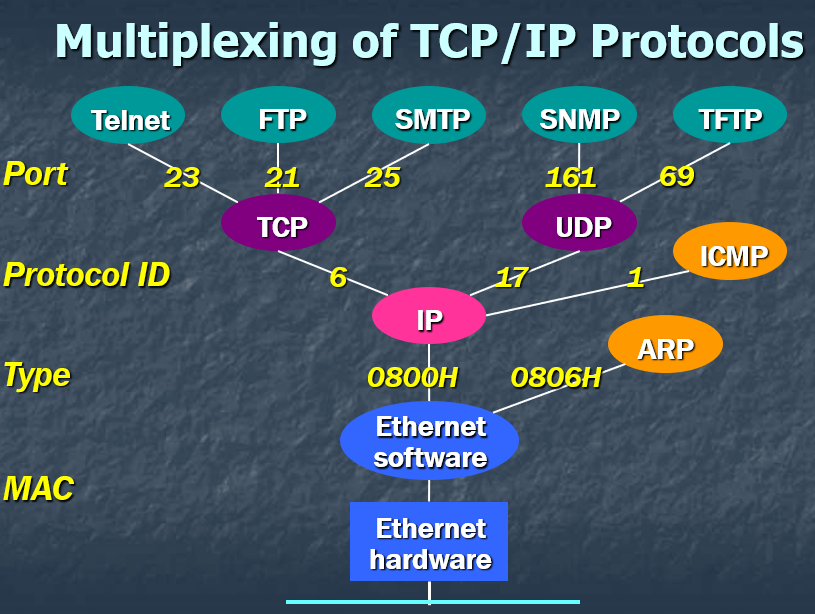 Multiplexing of TCP/IP Protocols
Telnet FTP SMTP SNMP TFTP
Port 23 21 25 161 69
TCP UDP
ICMP
Protocol ID 6 17 1
IP
ARP
Type 0800H 0806H
Ethernet
software
MAC
Ethernet
hardware